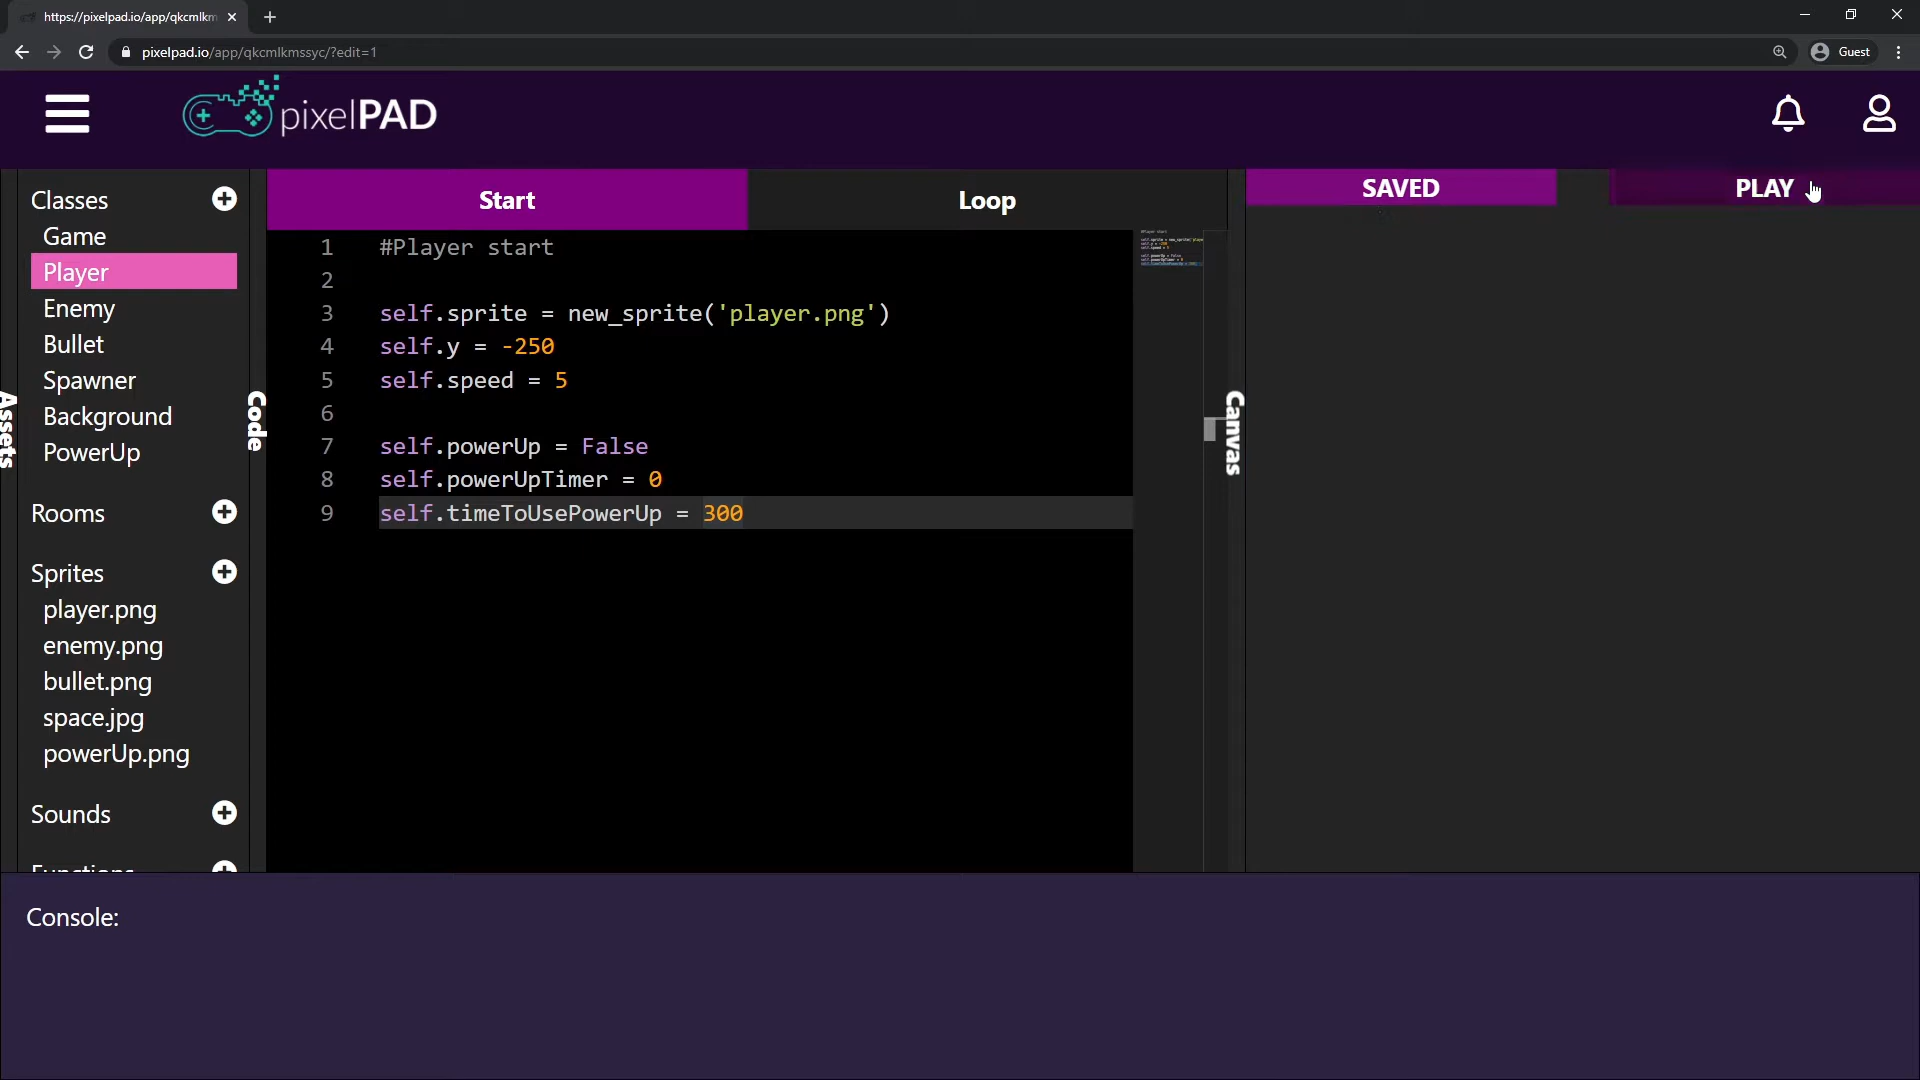 https://pixelpad.io/app/qkcmlkm
pixelpad.io/app/qkcmlkmssyc/?edit=1
Guest
pixelPAD
Classes
Game
Player
Enemy
Bullet
Spawner
Background
PowerUp
Rooms
Sprites
player.png
enemy.png
bullet.png
space.jpg
powerUp.png
Sounds
Functions
Assets
Code
Start
Loop
1 #Player start
2
3 self.sprite = new_sprite('player.png')
4 self.y = -250
5 self.speed = 5
6
7 self.powerUp = False
8 self.powerUpTimer = 0
9 self.timeToUsePowerUp = 300
Canvas
SAVED
PLAY
Console: